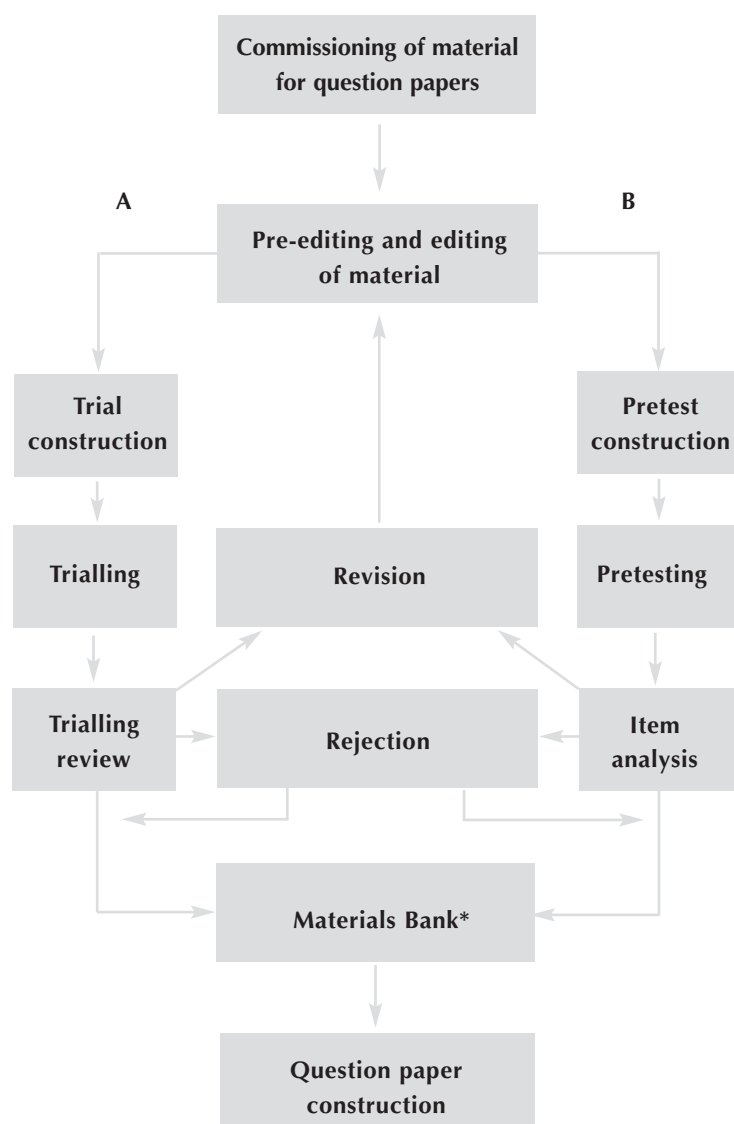 Commissioning of material
for question papers
A
B
Pre-editing and editing
of material
Trial
construction
Pretest
construction
Trialling
Revision
Pretesting
Trialling
review
Rejection
Item
analysis
Materials Bank*
Question paper
construction